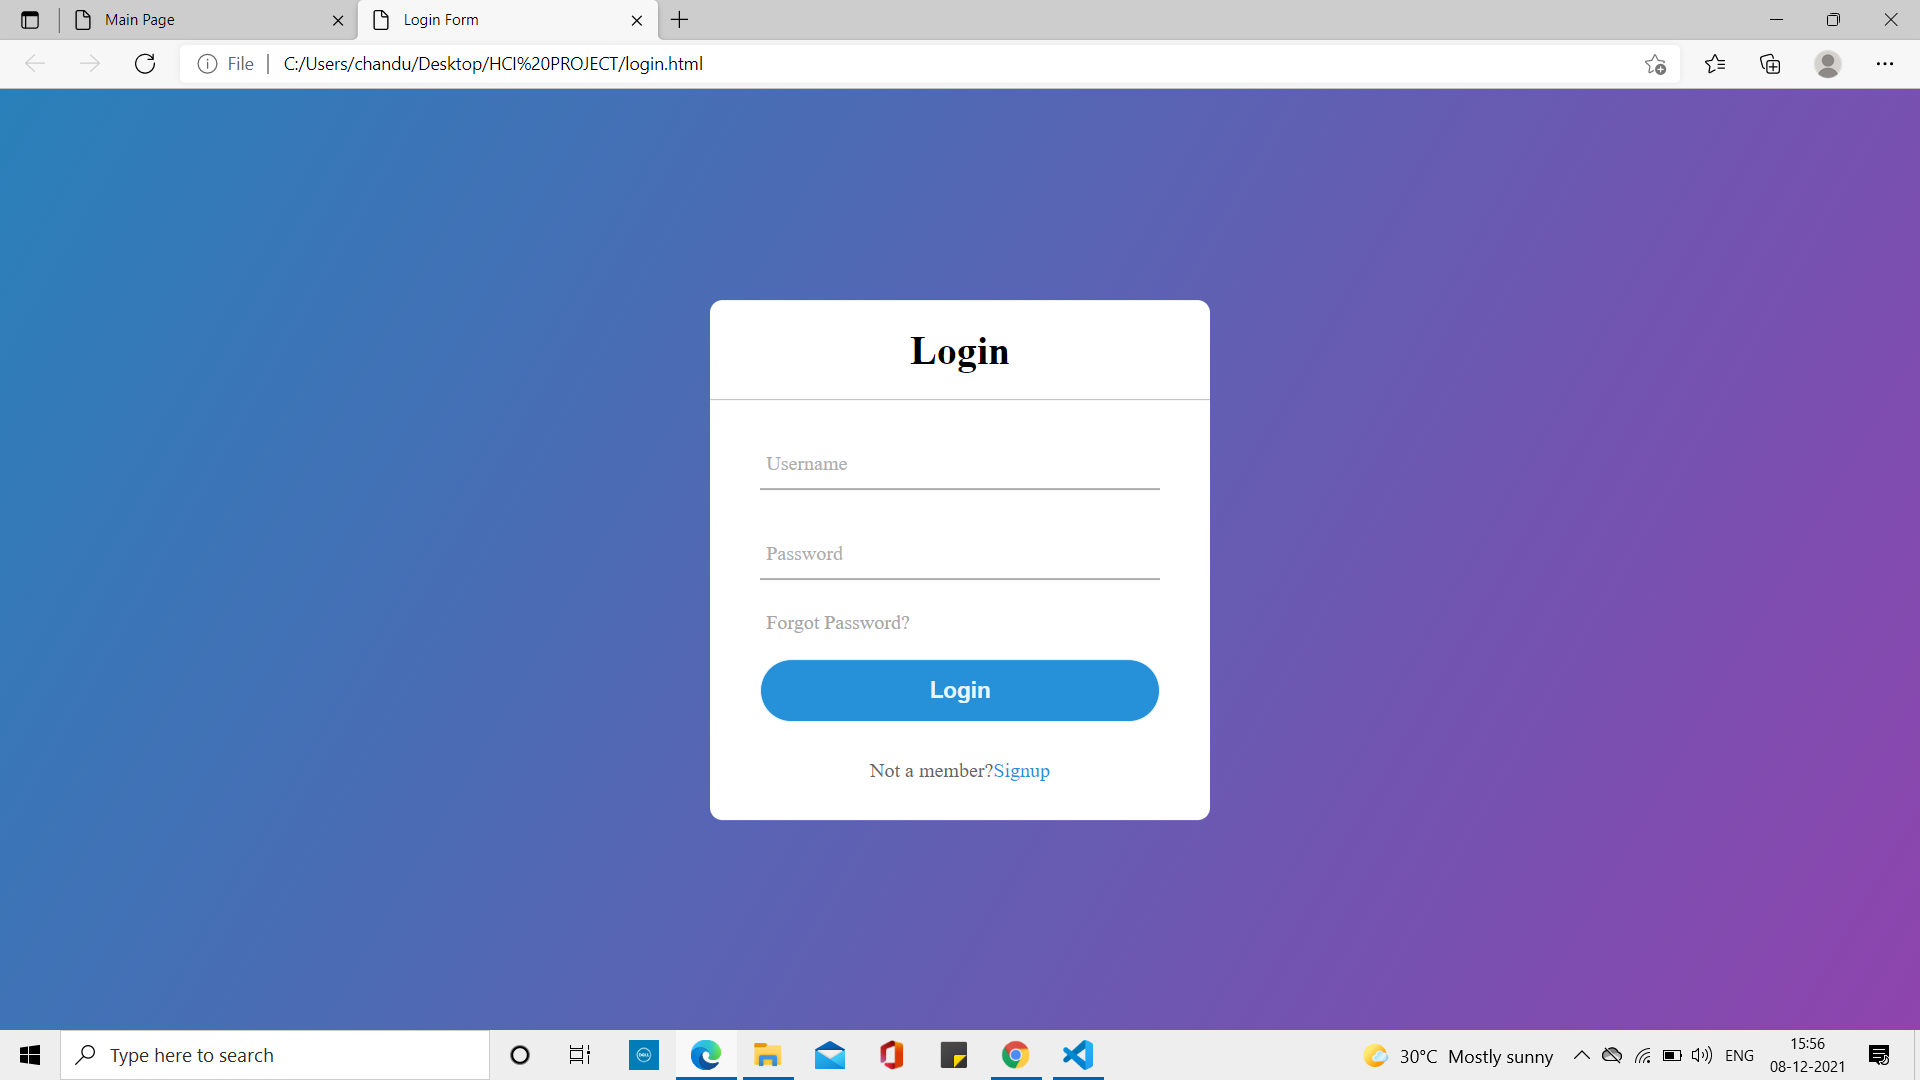 Main Page
Login Form
File
C:/Users/chandu/Desktop/HCI%20PROJECT/login.html
Login
Username
Password
Forgot Password?
Login
Not a member?Signup
Type here to search
DELL
30°C Mostly sunny
ENG
15:56
08-12-2021